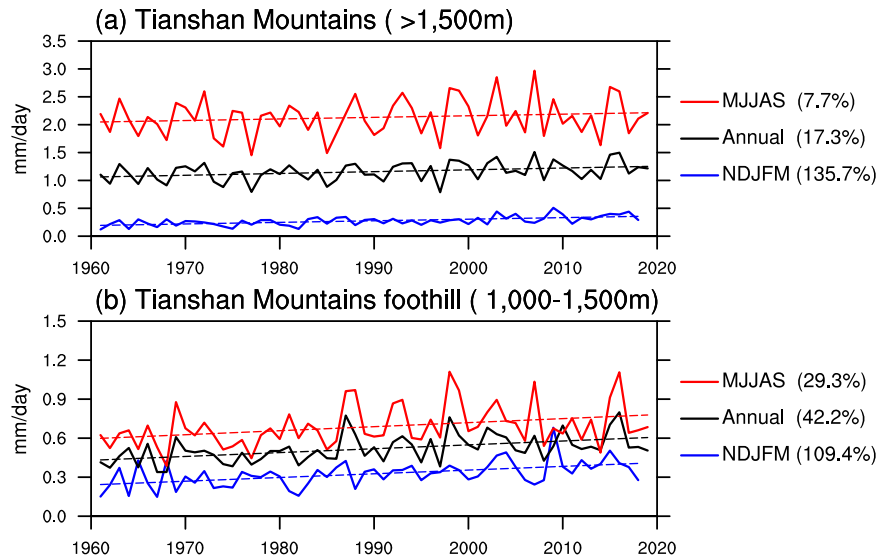 (a) Tianshan Mountains ( >1,500m)
3.5
3.0
2.5
2.0
1.5
1.0
0.5
0.0
mm/day
1960 1970 1980 1990 2000 2010 2020
MJJAS (7.7%)
Annual (17.3%)
NDJFM (135.7%)
(b) Tianshan Mountains foothill ( 1,000-1,500m)
1.5
1.2
0.9
0.6
0.3
0.0
mm/day
1960 1970 1980 1990 2000 2010 2020
MJJAS (29.3%)
Annual (42.2%)
NDJFM (109.4%)